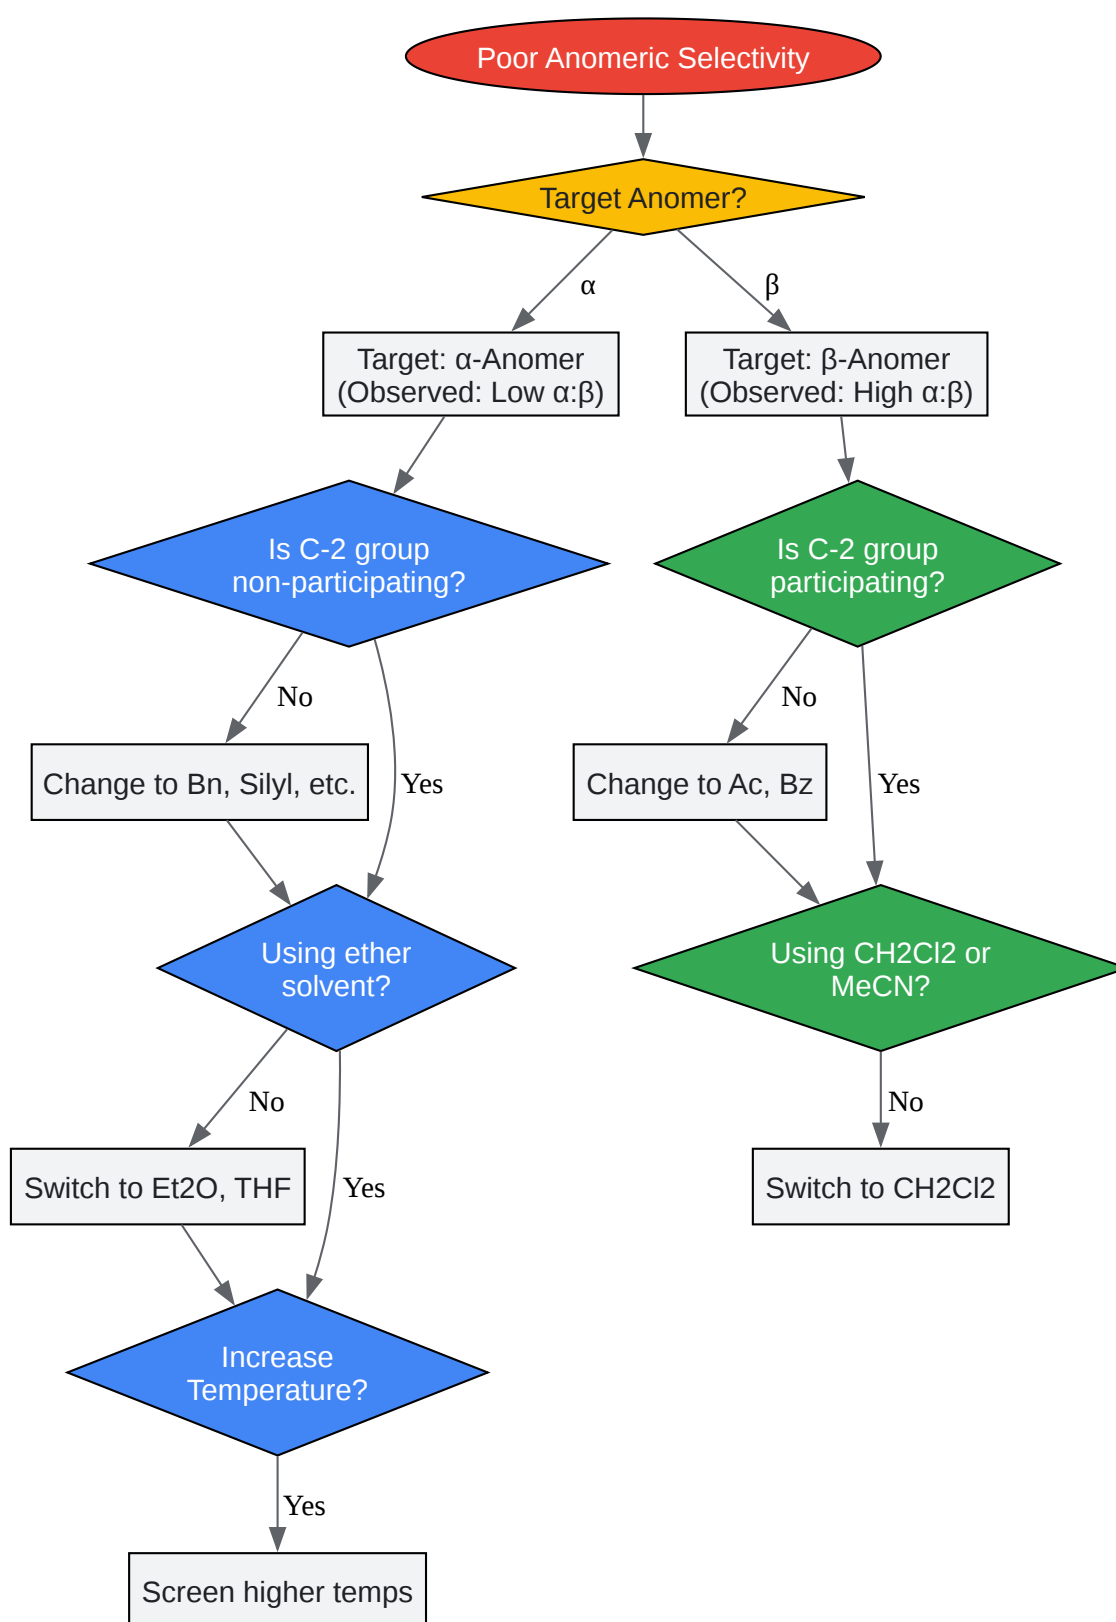 Poor Anomeric Selectivity
Target Anomer?
α
β
Target: α-Anomer
(Observed: Low α:β)
Target: β-Anomer
(Observed: High α:β)
Is C-2 group
non-participating?
Is C-2 group
participating?
No
Yes
No
Yes
Change to Bn, Silyl, etc.
Change to Ac, Bz
Using ether
solvent?
Using CH2Cl2 or
MeCN?
No
Yes
No
Switch to Et2O, THF
Switch to CH2Cl2
Increase
Temperature?
Yes
Screen higher temps